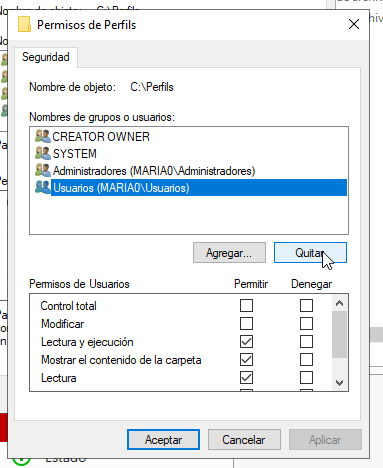 Permisos de Perfils
Seguridad
Nombre de objeto: C:\Perfils
Nombres de grupos o usuarios:
CREATOR OWNER
SYSTEM
Administradores (MARIA0\Administradores)
Usuarios (MARIA0\Usuarios)
Agregar... Quitar
Permisos de Usuarios Permitir Denegar
Control total
Modificar
Lectura y ejecución
Mostrar el contenido de la carpeta
Lectura
Aceptar Cancelar Aplicar
Estado